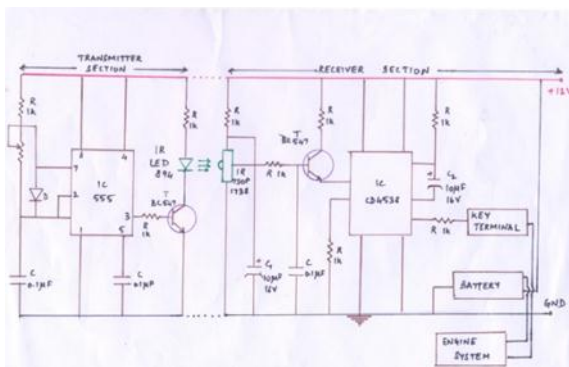 TRANSMITTER
SECTION
RECEIVER SECTION
+12V
R
1k
R
1k
R
1k
R
1k
8
4
7
2
IC
555
3
1
5
D
R
1k
IR
LED
T
BC547
IR
1738
R
1k
T
BC547
IC
CD4538
C2
10µF
16V
R
1k
R
1k
KEY
TERMINAL
C
0.1µF
C
0.1µF
C1
10µF
16V
C
0.1µF
BATTERY
GND
ENGINE
SYSTEM